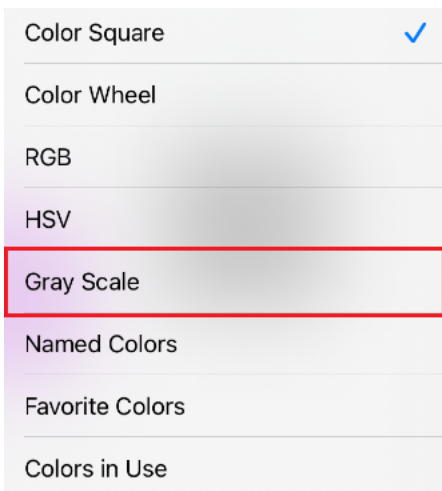 Color Square
Color Wheel
RGB
HSV
Gray Scale
Named Colors
Favorite Colors
Colors in Use